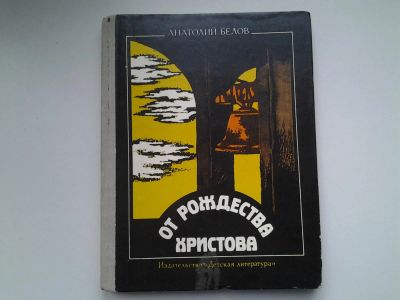 АНАТОЛИЙ БЕЛОВ
ОТ РОЖДЕСТВА
ХРИСТОВА
Издательство «Детская литература»